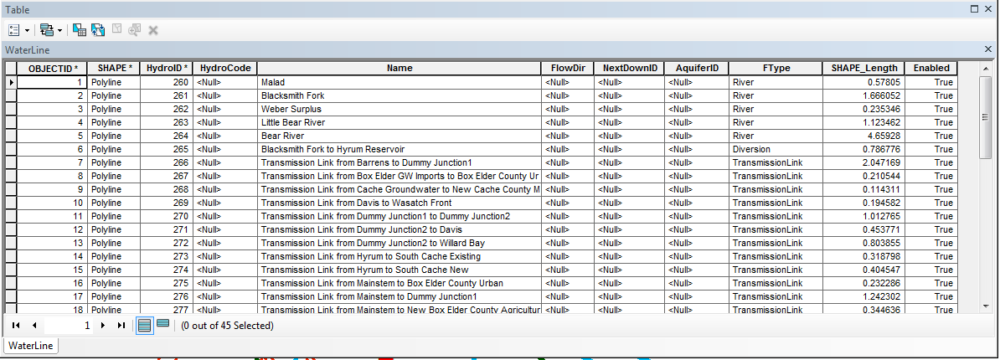 Table
WaterLine
OBJECTID * SHAPE * HydroID * HydroCode Name FlowDir NextDownID AquiferID FType SHAPE_Length Enabled
1 Polyline 260 <Null> Malad <Null> <Null> <Null> River 0.57805 True
2 Polyline 261 <Null> Blacksmith Fork <Null> <Null> <Null> River 1.666052 True
3 Polyline 262 <Null> Weber Surplus <Null> <Null> <Null> River 0.235346 True
4 Polyline 263 <Null> Little Bear River <Null> <Null> <Null> River 1.123462 True
5 Polyline 264 <Null> Bear River <Null> <Null> <Null> River 4.65928 True
6 Polyline 265 <Null> Blacksmith Fork to Hyrum Reservoir <Null> <Null> <Null> Diversion 0.786776 True
7 Polyline 266 <Null> Transmission Link from Barrens to Dummy Junction1 <Null> <Null> <Null> TransmissionLink 2.047169 True
8 Polyline 267 <Null> Transmission Link from Box Elder GW Imports to Box Elder County Ur <Null> <Null> <Null> TransmissionLink 0.210544 True
9 Polyline 268 <Null> Transmission Link from Cache Groundwater to New Cache County M <Null> <Null> <Null> TransmissionLink 0.114311 True
10 Polyline 269 <Null> Transmission Link from Davis to Wasatch Front <Null> <Null> <Null> TransmissionLink 0.194582 True
11 Polyline 270 <Null> Transmission Link from Dummy Junction1 to Dummy Junction2 <Null> <Null> <Null> TransmissionLink 1.012765 True
12 Polyline 271 <Null> Transmission Link from Dummy Junction2 to Davis <Null> <Null> <Null> TransmissionLink 0.453771 True
13 Polyline 272 <Null> Transmission Link from Dummy Junction2 to Willard Bay <Null> <Null> <Null> TransmissionLink 0.803855 True
14 Polyline 273 <Null> Transmission Link from Hyrum to South Cache Existing <Null> <Null> <Null> TransmissionLink 0.318798 True
15 Polyline 274 <Null> Transmission Link from Hyrum to South Cache New <Null> <Null> <Null> TransmissionLink 0.404547 True
16 Polyline 275 <Null> Transmission Link from Mainstem to Box Elder County Urban <Null> <Null> <Null> TransmissionLink 0.232286 True
17 Polyline 276 <Null> Transmission Link from Mainstem to Dummy Junction1 <Null> <Null> <Null> TransmissionLink 1.242302 True
18 Polyline 277 <Null> Transmission Link from Mainstem to New Box Elder County Agricultur <Null> <Null> <Null> TransmissionLink 0.344636 True
1 (0 out of 45 Selected)
WaterLine